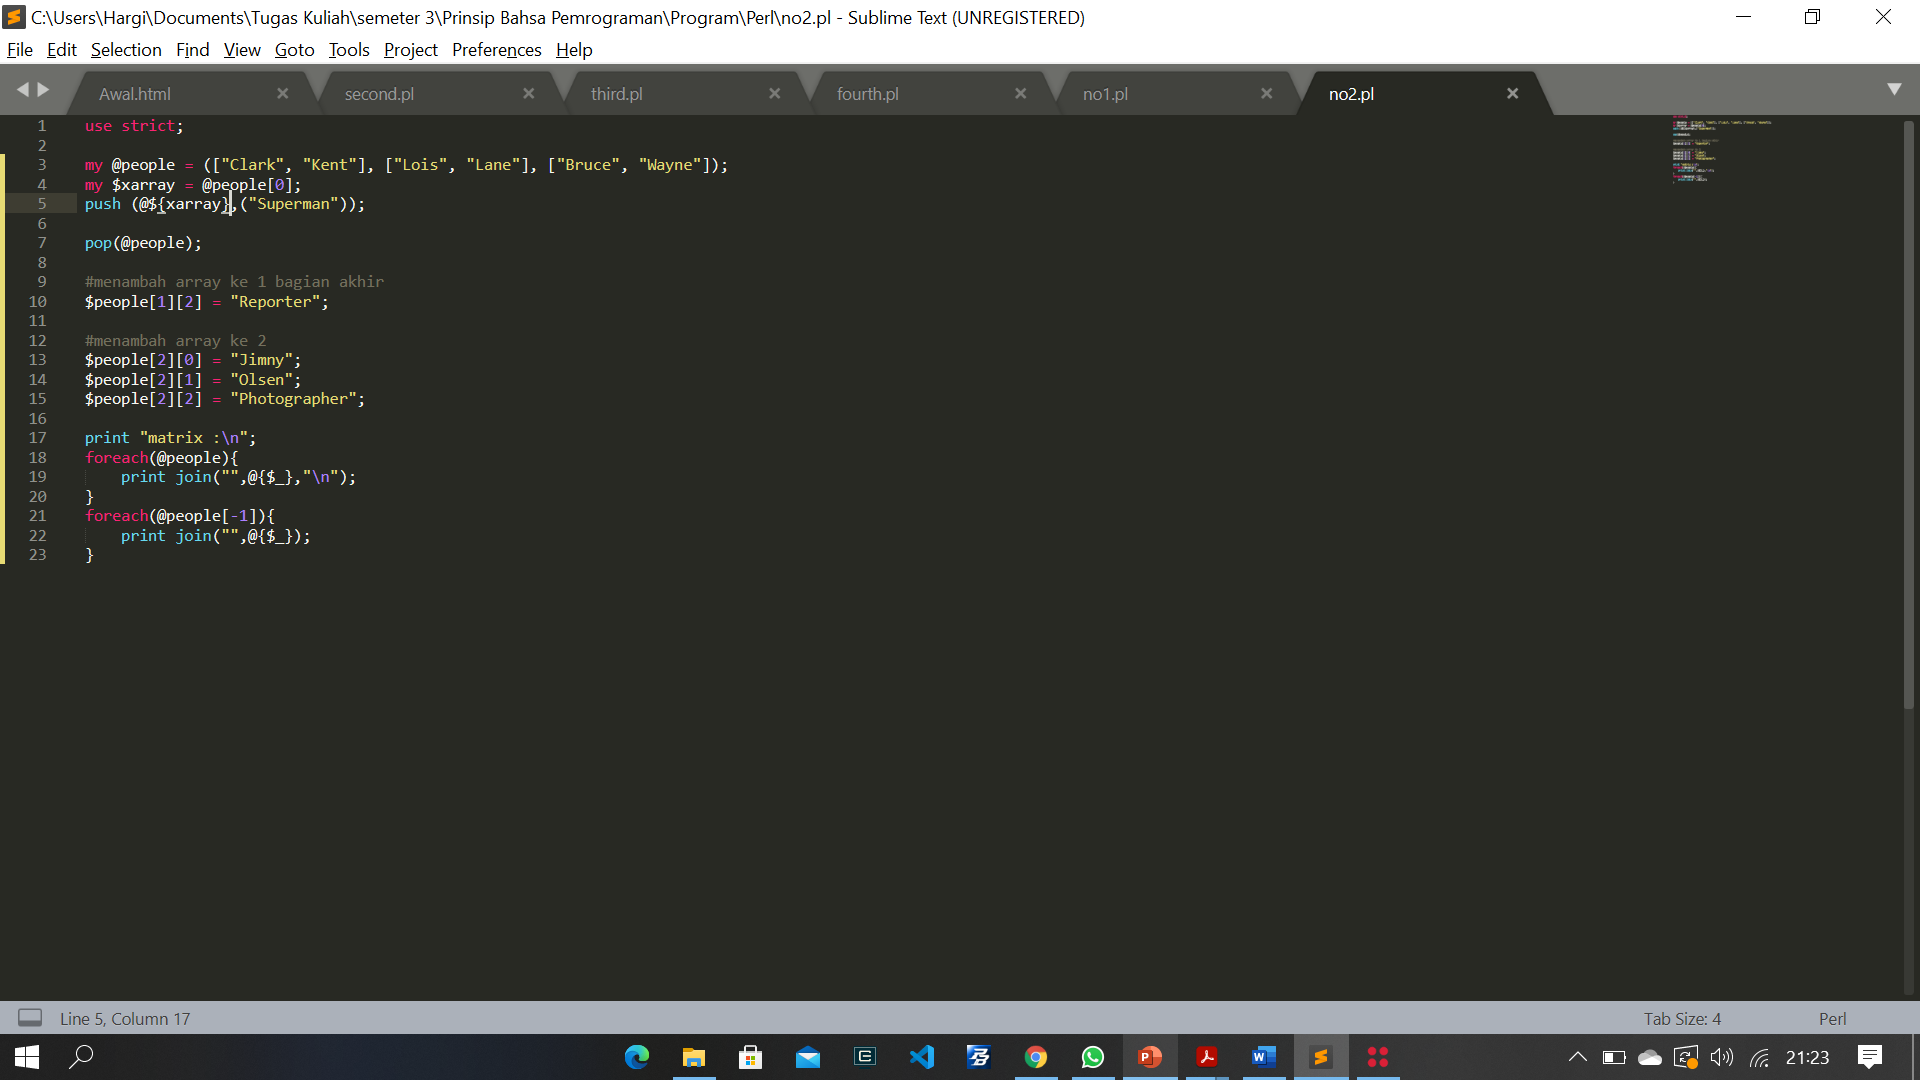 C:\Users\Hargi\Documents\Tugas Kuliah\semeter 3\Prinsip Bahsa Pemrograman\Program\Perl\no2.pl - Sublime Text (UNREGISTERED)
File Edit Selection Find View Goto Tools Project Preferences Help
Awal.html second.pl third.pl fourth.pl no1.pl no2.pl
1 use strict;
2
3 my @people = (["Clark", "Kent"], ["Lois", "Lane"], ["Bruce", "Wayne"]);
4 my $xarray = @people[0];
5 push (@${xarray},("Superman"));
6
7 pop(@people);
8
9 #menambah array ke 1 bagian akhir
10 $people[1][2] = "Reporter";
11
12 #menambah array ke 2
13 $people[2][0] = "Jimny";
14 $people[2][1] = "Olsen";
15 $people[2][2] = "Photographer";
16
17 print "matrix :\n";
18 foreach(@people){
19 print join("",@{$_},"\n");
20 }
21 foreach(@people[-1]){
22 print join("",@{$_});
23 }
Line 5, Column 17 Tab Size: 4 Perl
21:23